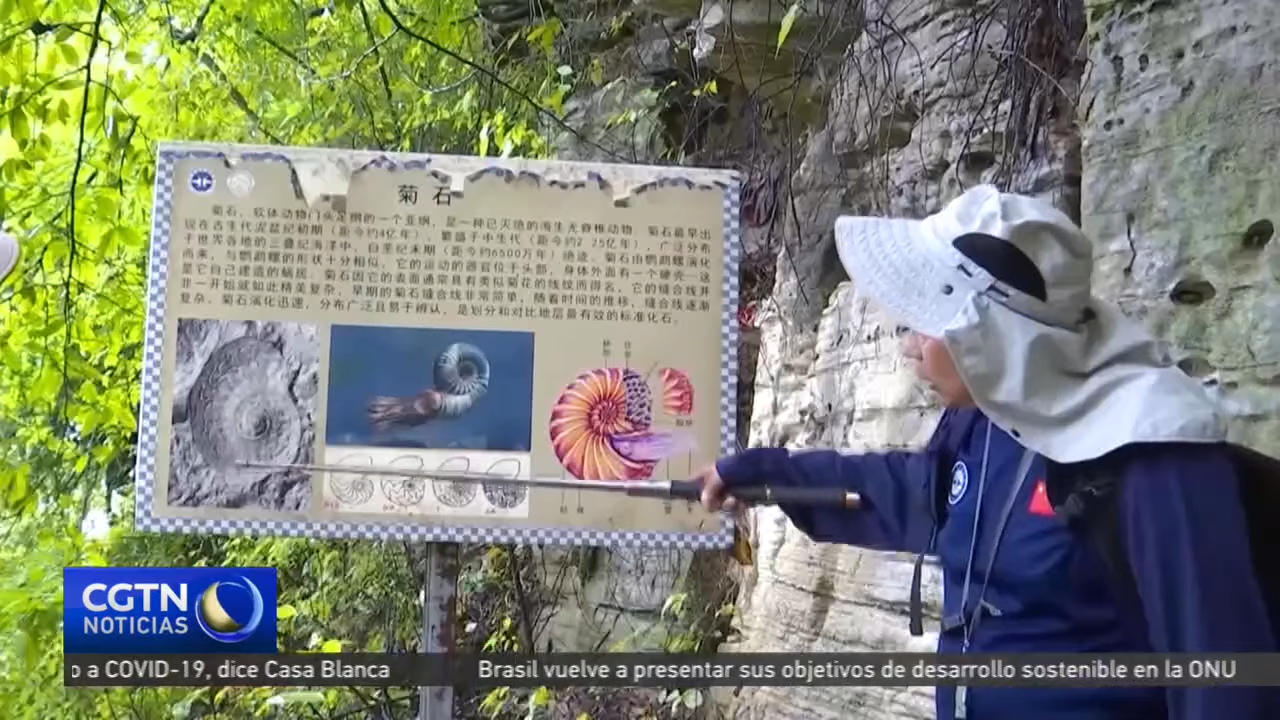 菊石
菊石，软体动物门头足纲的一个亚纲，是一种已灭绝的海生无脊椎动物 菊石最早出
现在古生代泥盆纪初期（距今约4亿年），繁盛于中生代（距今约2.25亿年），广泛分布
于世界各地的三叠纪海洋中，白垩纪末期（距今约6500万年）绝迹。菊石由鹦鹉螺演化
而来，与鹦鹉螺的形状十分相似，它的运动的器官位于头部，身体外面有一个硬壳一这
是它自己建造的蜗居。菊石因它的表面通常具有类似菊花的线纹而得名，它的缝合线并
非一开始就如此精美复杂，早期的菊石缝合线非常简单，随着时间的推移，缝合线逐渐
复杂。菊石演化迅速，分布广泛且易于辨认，是划分和对比地层最有效的标准化石。
CGTN
NOTICIAS
o a COVID-19, dice Casa Blanca Brasil vuelve a presentar sus objetivos de desarrollo sostenible en la ONU